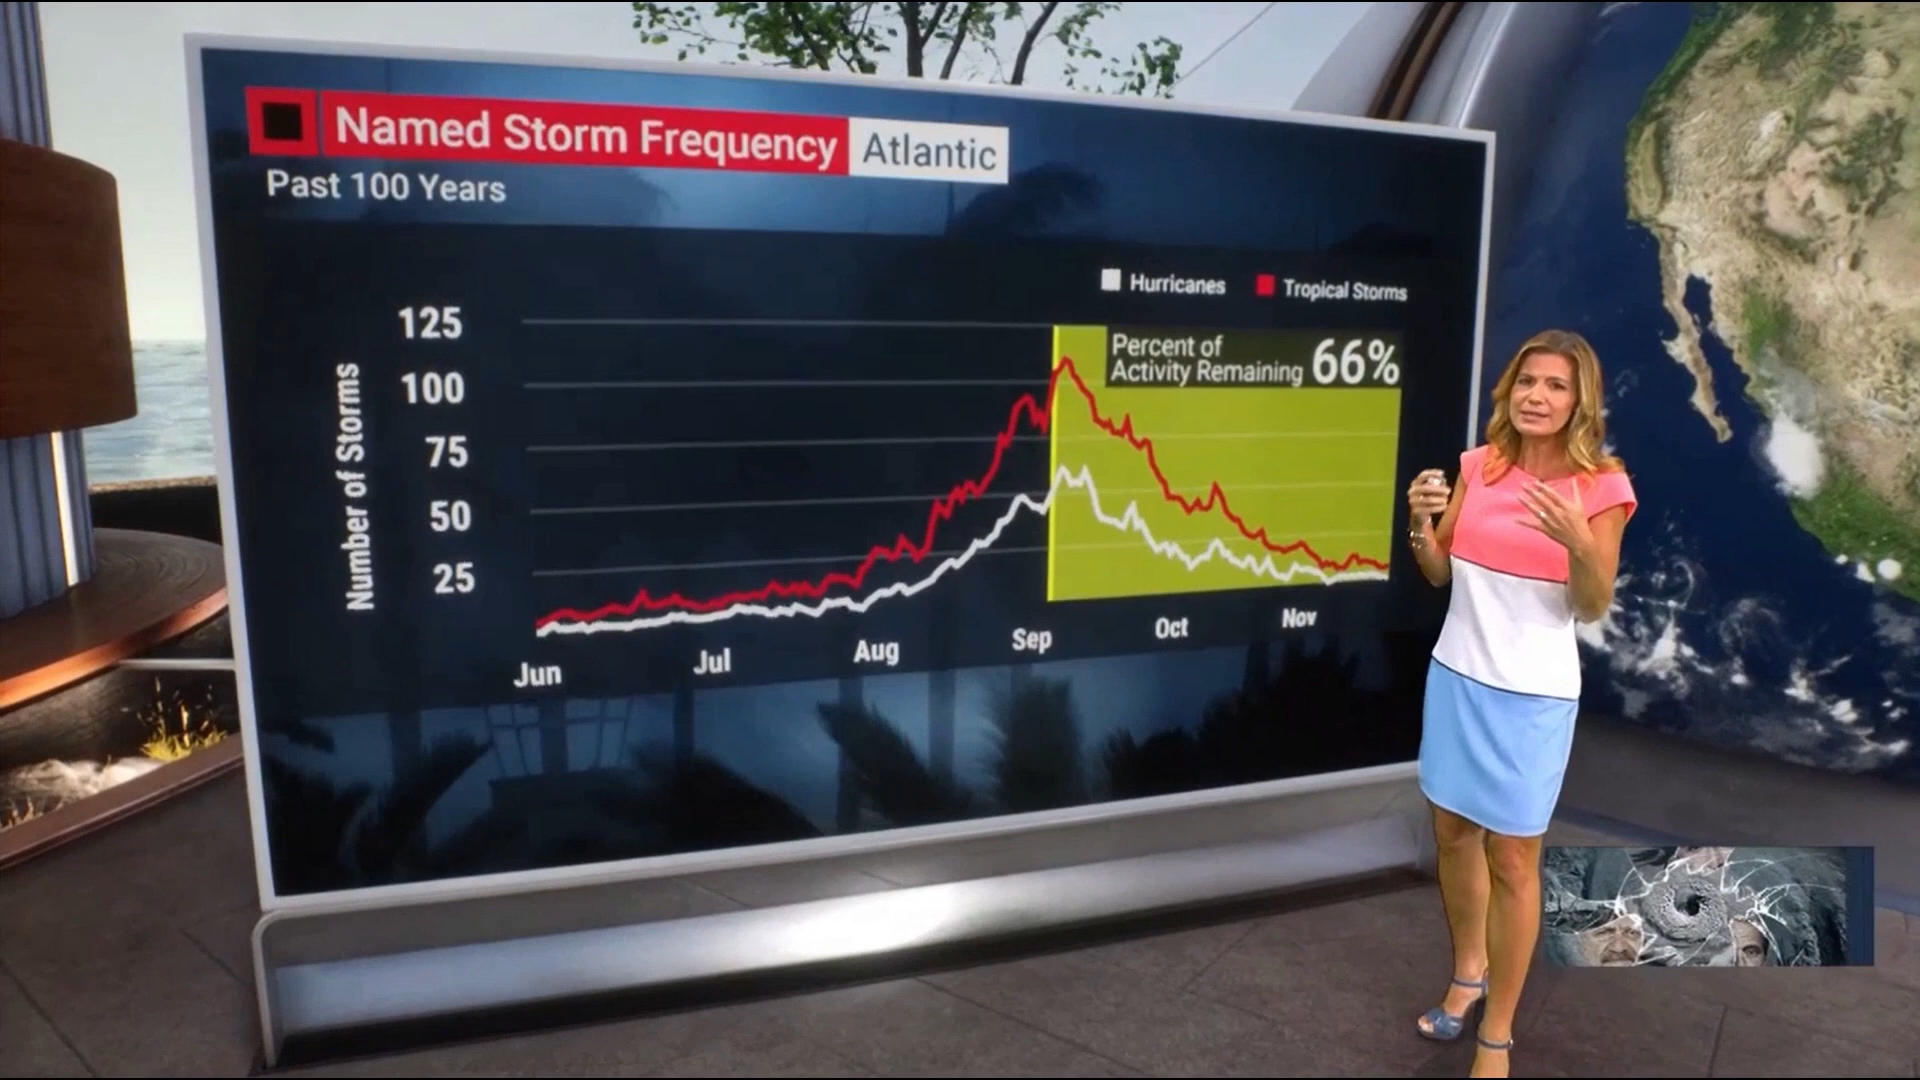 Named Storm Frequency Atlantic
Past 100 Years
Hurricanes Tropical Storms
Number of Storms
125
100
75
50
25
Percent of
Activity Remaining 66%
Jun Jul Aug Sep Oct Nov